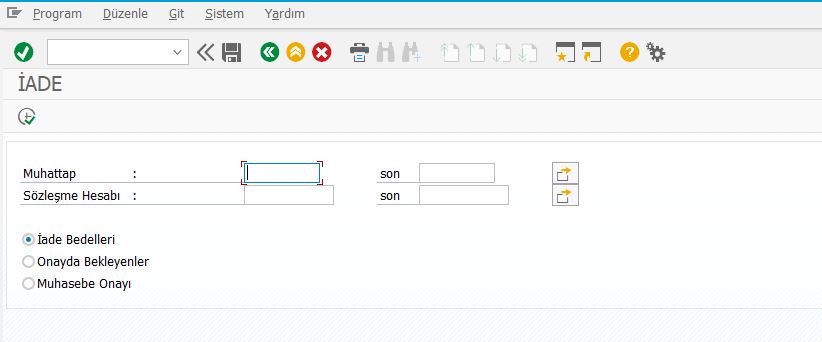 Program Düzenle Git Sistem Yardım
İADE
Muhattap : son
Sözleşme Hesabı : son
İade Bedelleri
Onayda Bekleyenler
Muhasebe Onayı